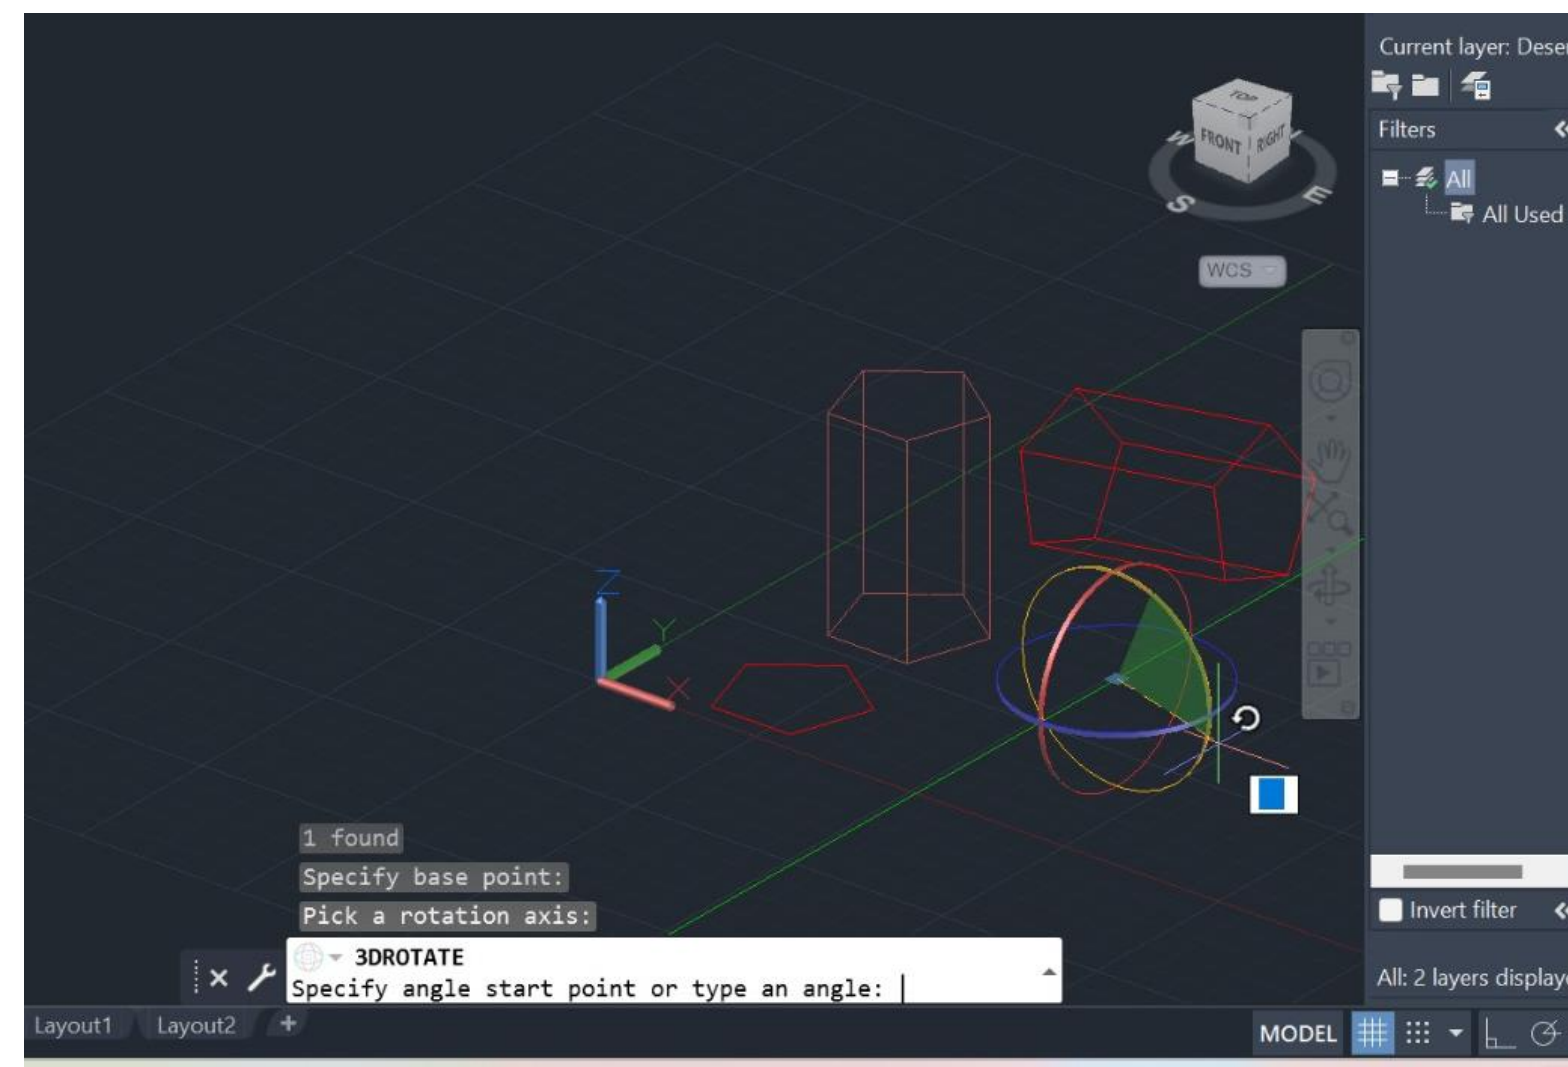 Current layer: Dese
TOP
FRONT
RIGHT
W
S
E
Filters
All
All Used
WCS
Z
Y
X
1 found
Specify base point:
Pick a rotation axis:
3DROTATE
Specify angle start point or type an angle:
Invert filter
All: 2 layers display
Layout1 Layout2 +
MODEL